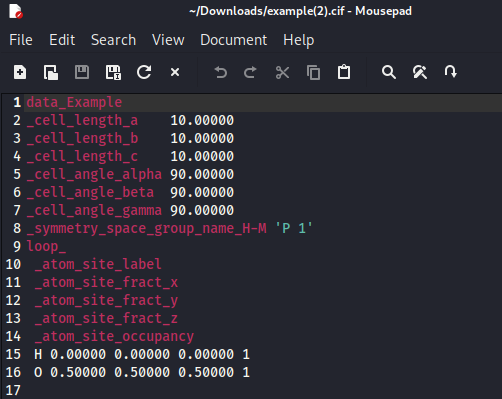 ~/Downloads/example(2).cif - Mousepad
File Edit Search View Document Help
1 data_Example
2 _cell_length_a    10.00000
3 _cell_length_b    10.00000
4 _cell_length_c    10.00000
5 _cell_angle_alpha 90.00000
6 _cell_angle_beta  90.00000
7 _cell_angle_gamma 90.00000
8 _symmetry_space_group_name_H-M 'P 1'
9 loop_
10  _atom_site_label
11  _atom_site_fract_x
12  _atom_site_fract_y
13  _atom_site_fract_z
14  _atom_site_occupancy
15  H 0.00000 0.00000 0.00000 1
16  O 0.50000 0.50000 0.50000 1
17